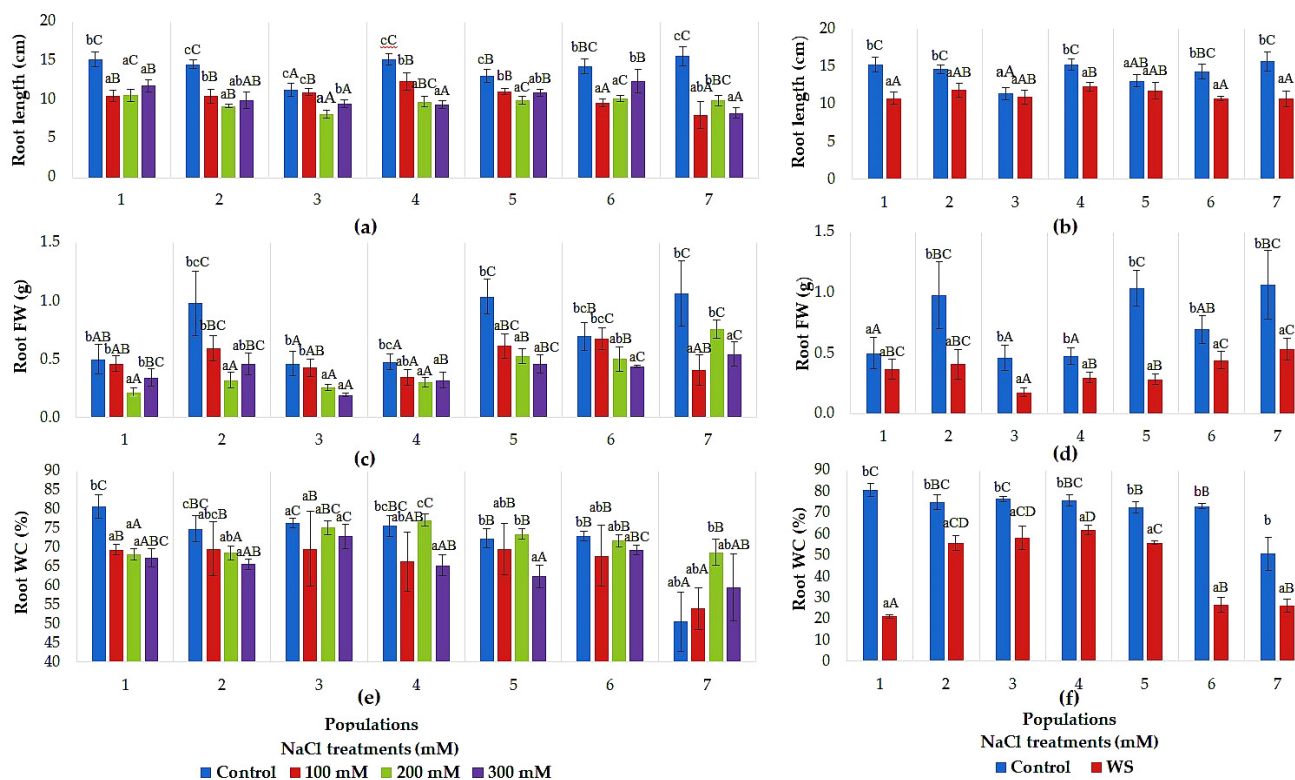 Root length (cm)
20
15
10
5
0
bC aB aC aB
cC bB aB abAB
cA cB aA bA
cC bB aBC aA
cB bB aA abB
bBC aA aC bB
cC abA bBC aA
1 2 3 4 5 6 7
(a)
Root length (cm)
20
15
10
5
0
bC aA
bC aAB
aA aAB
bC aB
aAB aAB
bBC aA
bC aA
1 2 3 4 5 6 7
(b)
Root FW (g)
1.5
1.0
0.5
0.0
bAB bAB aA bBC
bcC bBC aA bB
bA bAB aA aA
bcA abA aA aB
bC aBC aB aB
bcB bcC abB aC
bC aAB aC aC
1 2 3 4 5 6 7
(c)
Root FW (g)
1.5
1.0
0.5
0.0
aA aBC
bBC aBC
bA aA
bA aB
bC aB
bAB aC
bBC aC
1 2 3 4 5 6 7
(d)
Root WC (%)
90
85
80
75
70
65
60
55
50
45
40
bC aB aA aABC
cBC abcB abA aAB
aC aB aBC aC
cBC abAB cC aAB
bB abB bB aA
bB aB abB aBC
abA abA bB abAB
1 2 3 4 5 6 7
(e)
Root WC (%)
90
80
70
60
50
40
30
20
10
0
bC aA
bBC aCD
bC aCD
bBC aD
bB aC
bB aB
b aB
1 2 3 4 5 6 7
(f)
Populations
NaCl treatments (mM)
Control 100 mM 200 mM 300 mM
Populations
NaCl treatments (mM)
Control WS